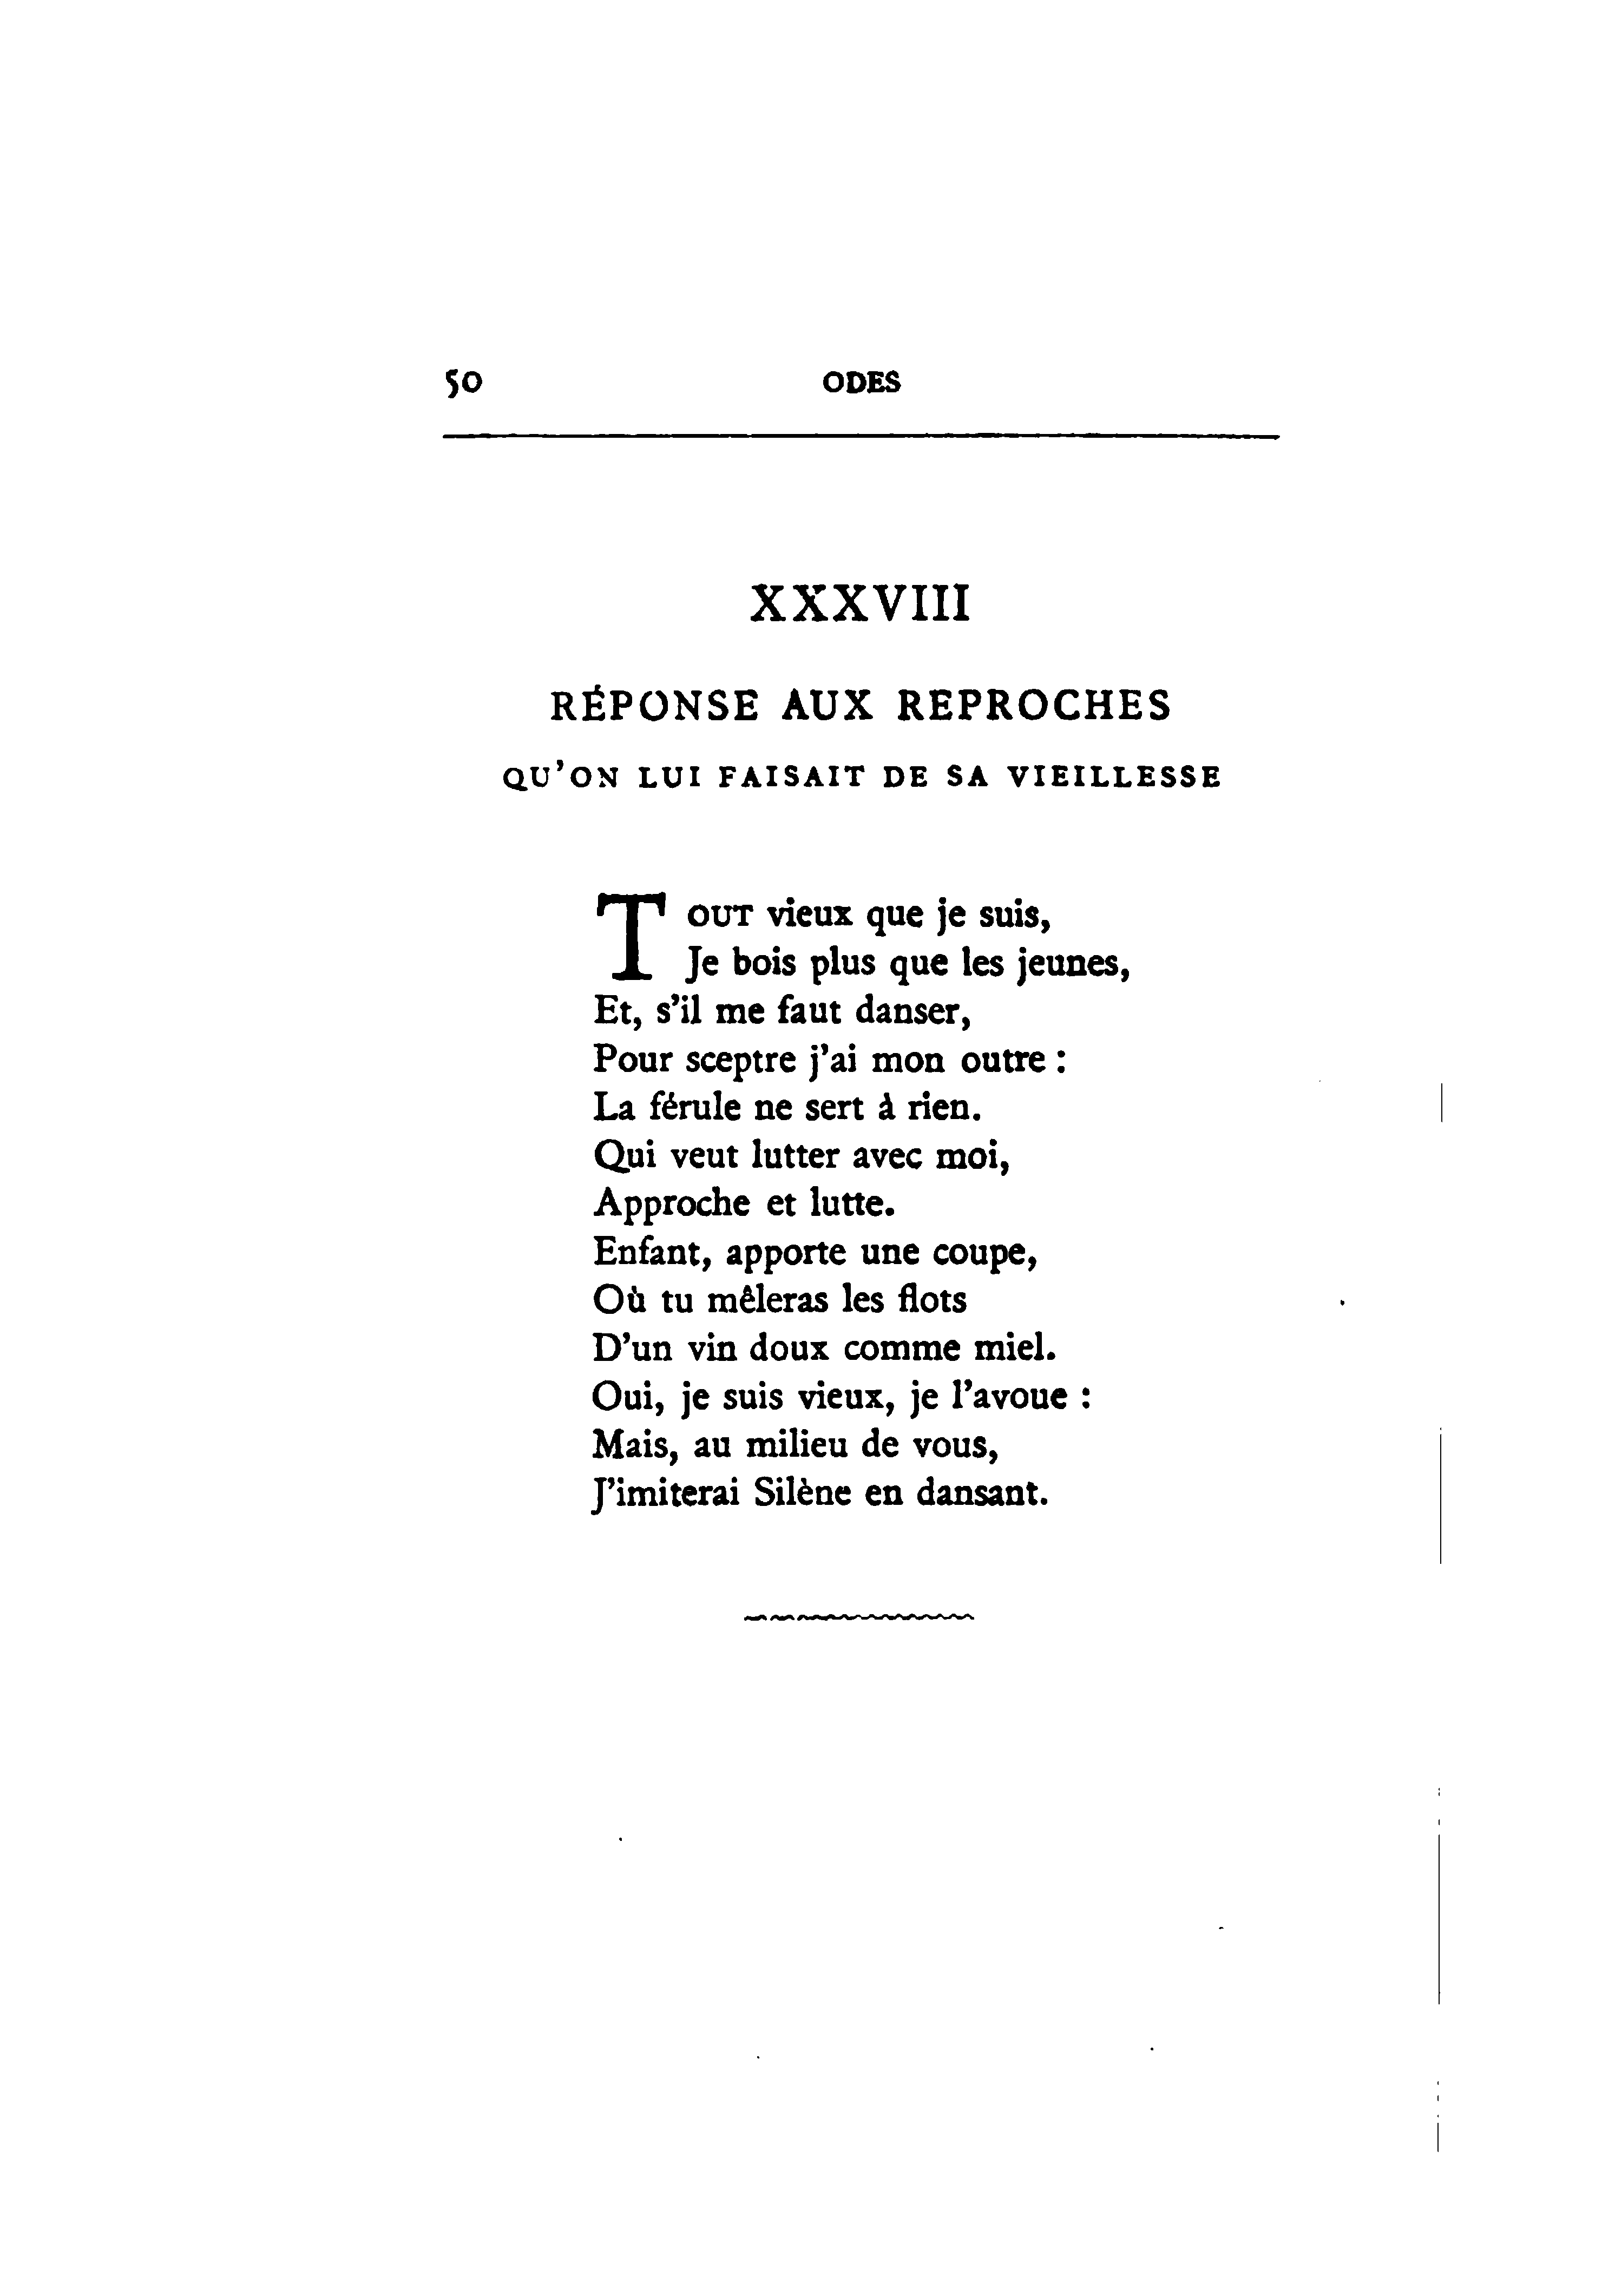 50 ODES
XXXVIII
RÉPONSE AUX REPROCHES
QU'ON LUI FAISAIT DE SA VIEILLESSE
TOUT vieux que je suis,
Je bois plus que les jeunes,
Et, s'il me faut danser,
Pour sceptre j'ai mon outre :
La férule ne sert à rien.
Qui veut lutter avec moi,
Approche et lutte.
Enfant, apporte une coupe,
Où tu mêleras les flots
D'un vin doux comme miel.
Oui, je suis vieux, je l'avoue :
Mais, au milieu de vous,
J'imiterai Silène en dansant.